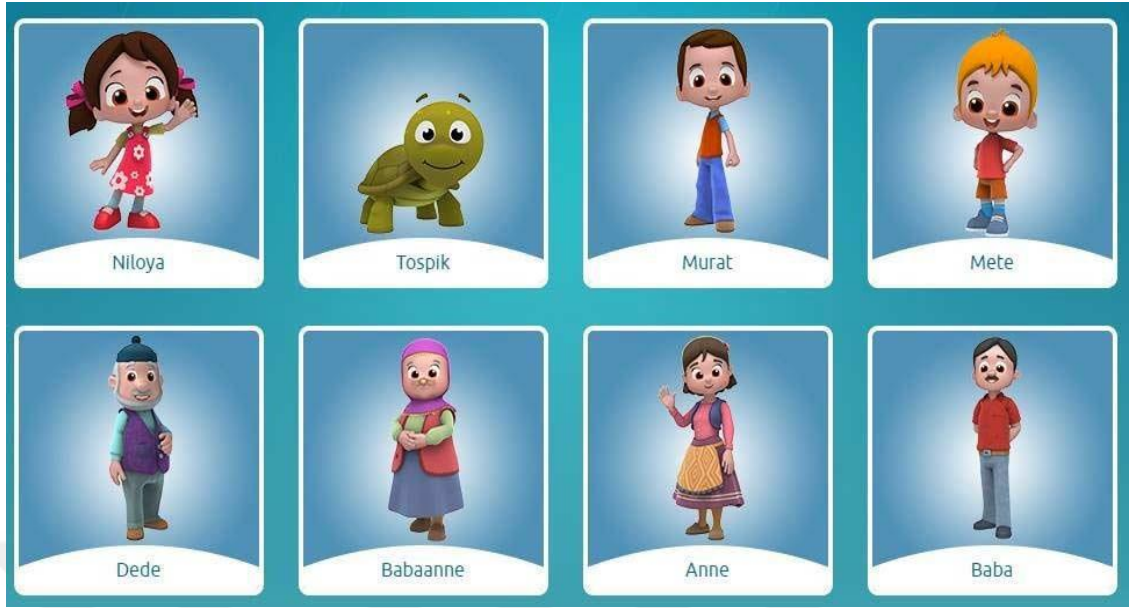 Niloya
Tospik
Murat
Mete
Dede
Babaanne
Anne
Baba